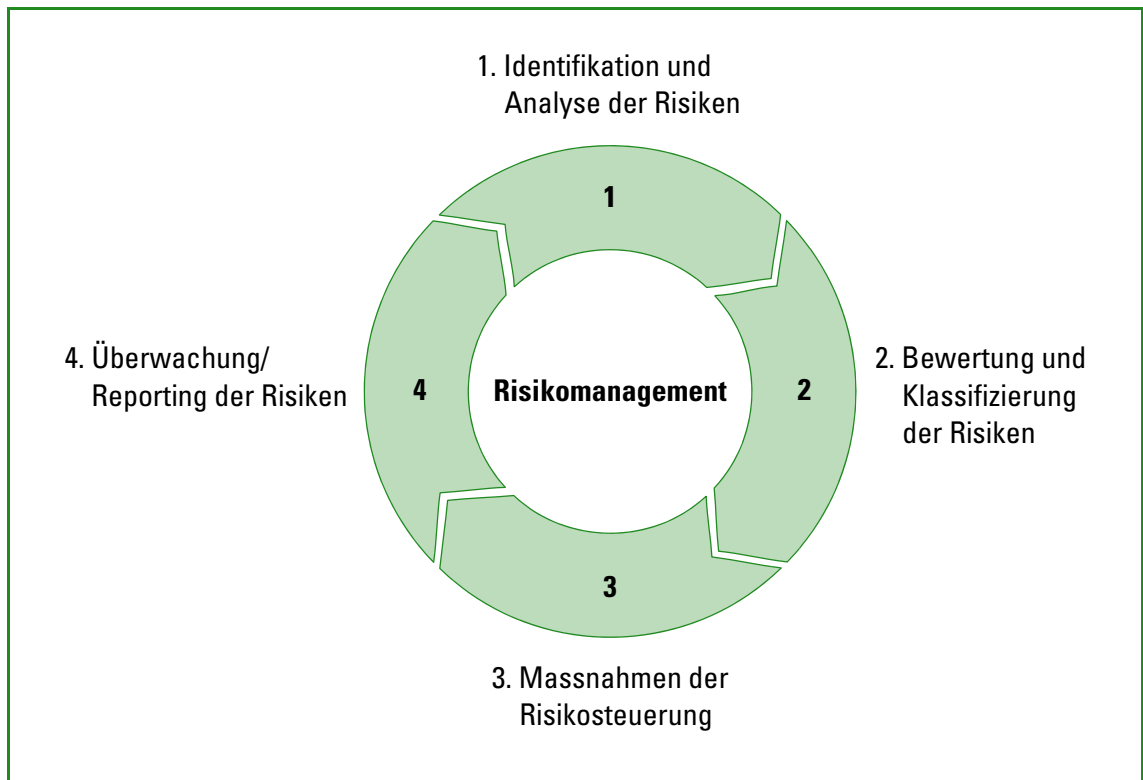 1. Identifikation und
Analyse der Risiken
1
2. Bewertung und
Klassifizierung
der Risiken
2
Risikomanagement
4. Überwachung/
Reporting der Risiken
4
3
3. Massnahmen der
Risikosteuerung